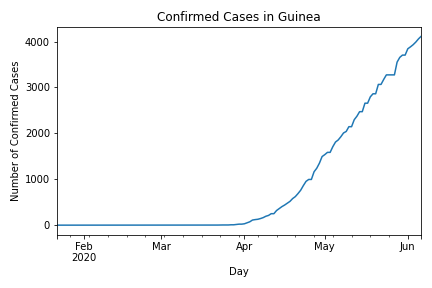 Confirmed Cases in Guinea
Number of Confirmed Cases
4000
3000
2000
1000
0
Feb Mar Apr May Jun
2020
Day